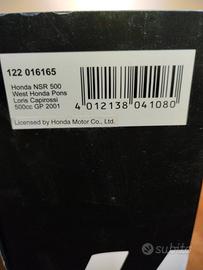 122 016165
Honda NSR 500
West Honda Pons
Loris Capirossi
500cc GP 2001
4 012138 041080
Licensed by Honda Motor Co., Ltd.
subito